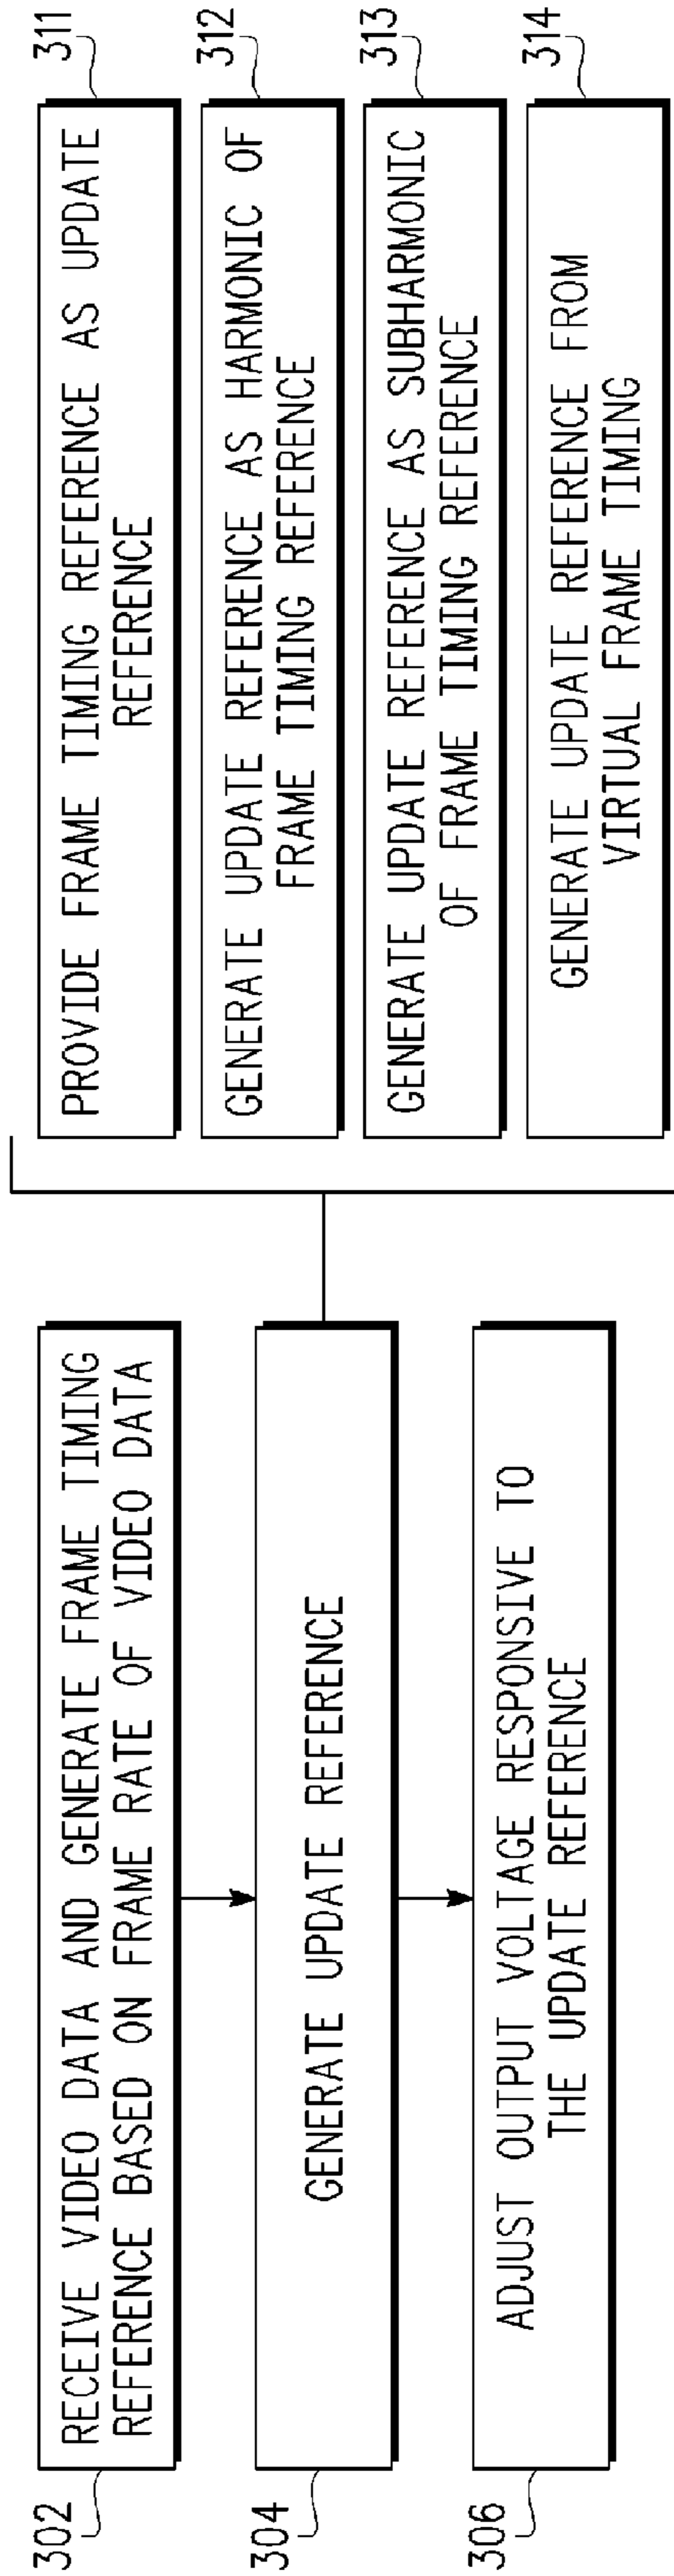 302
RECEIVE VIDEO DATA AND GENERATE FRAME TIMING
REFERENCE BASED ON FRAME RATE OF VIDEO DATA
304
GENERATE UPDATE REFERENCE
306
ADJUST OUTPUT VOLTAGE RESPONSIVE TO
THE UPDATE REFERENCE
PROVIDE FRAME TIMING REFERENCE AS UPDATE
REFERENCE
311
GENERATE UPDATE REFERENCE AS HARMONIC OF
FRAME TIMING REFERENCE
312
GENERATE UPDATE REFERENCE AS SUBHARMONIC
OF FRAME TIMING REFERENCE
313
GENERATE UPDATE REFERENCE FROM
VIRTUAL FRAME TIMING
314